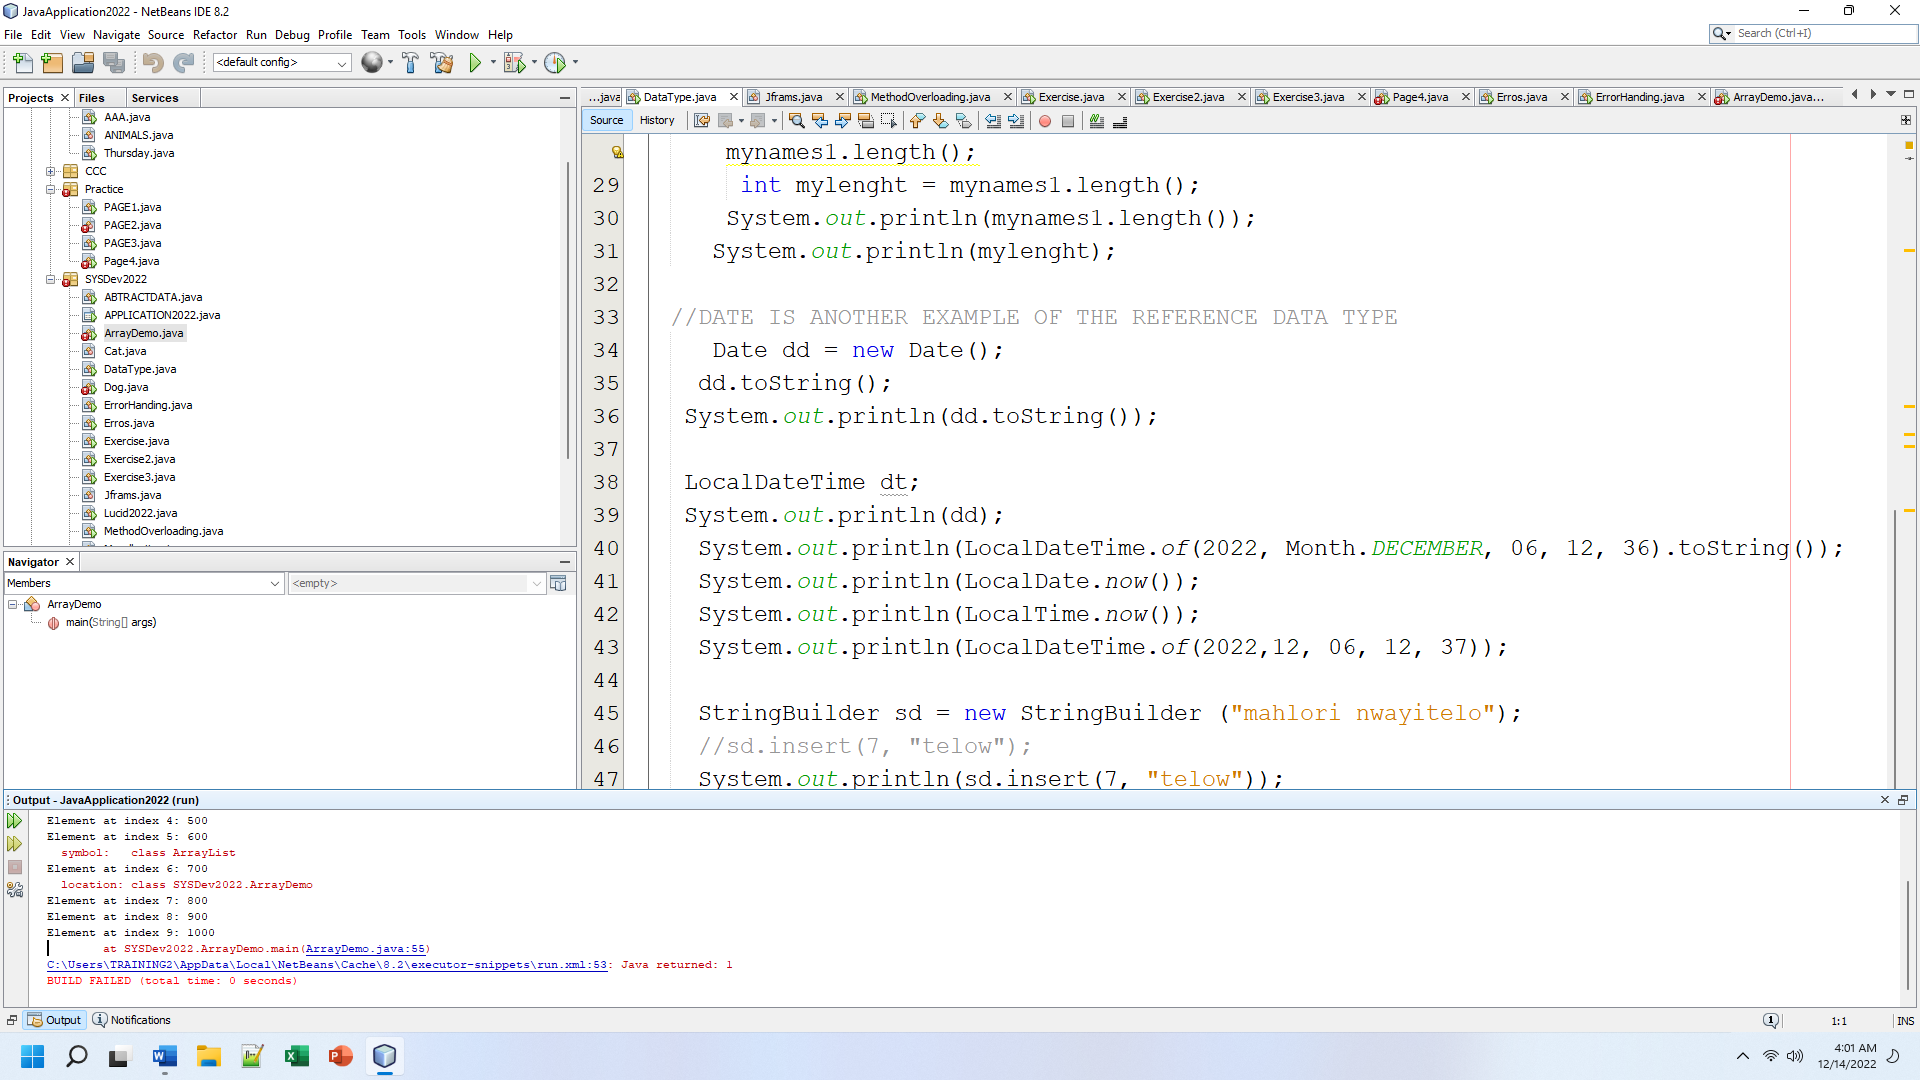 JavaApplication2022 - NetBeans IDE 8.2
File Edit View Navigate Source Refactor Run Debug Profile Team Tools Window Help
Search (Ctrl+I)
<default config>
Projects Files Services
AAA.java
ANIMALS.java
Thursday.java
CCC
Practice
PAGE1.java
PAGE2.java
PAGE3.java
Page4.java
SYSDev2022
ABTRACTDATA.java
APPLICATION2022.java
ArrayDemo.java
Cat.java
DataType.java
Dog.java
ErrorHanding.java
Erros.java
Exercise.java
Exercise2.java
Exercise3.java
Jframs.java
Lucid2022.java
MethodOverloading.java
Navigator
Members
<empty>
ArrayDemo
main(String[] args)
...java DataType.java Jframs.java MethodOverloading.java Exercise.java Exercise2.java Exercise3.java Page4.java Erros.java ErrorHanding.java ArrayDemo.java...
Source History
mynames1.length();
29 int mylenght = mynames1.length();
30 System.out.println(mynames1.length());
31 System.out.println(mylenght);
32
33 //DATE IS ANOTHER EXAMPLE OF THE REFERENCE DATA TYPE
34 Date dd = new Date();
35 dd.toString();
36 System.out.println(dd.toString());
37
38 LocalDateTime dt;
39 System.out.println(dd);
40 System.out.println(LocalDateTime.of(2022, Month.DECEMBER, 06, 12, 36).toString());
41 System.out.println(LocalDate.now());
42 System.out.println(LocalTime.now());
43 System.out.println(LocalDateTime.of(2022,12, 06, 12, 37));
44
45 StringBuilder sd = new StringBuilder ("mahlori nwayitelo");
46 //sd.insert(7, "telow");
47 System.out.println(sd.insert(7, "telow"));
Output - JavaApplication2022 (run)
Element at index 4: 500
Element at index 5: 600
symbol: class ArrayList
Element at index 6: 700
location: class SYSDev2022.ArrayDemo
Element at index 7: 800
Element at index 8: 900
Element at index 9: 1000
at SYSDev2022.ArrayDemo.main(ArrayDemo.java:55)
C:\Users\TRAINING2\AppData\Local\NetBeans\Cache\8.2\executor-snippets\run.xml:53: Java returned: 1
BUILD FAILED (total time: 0 seconds)
Output Notifications
1:1 INS
4:01 AM
12/14/2022